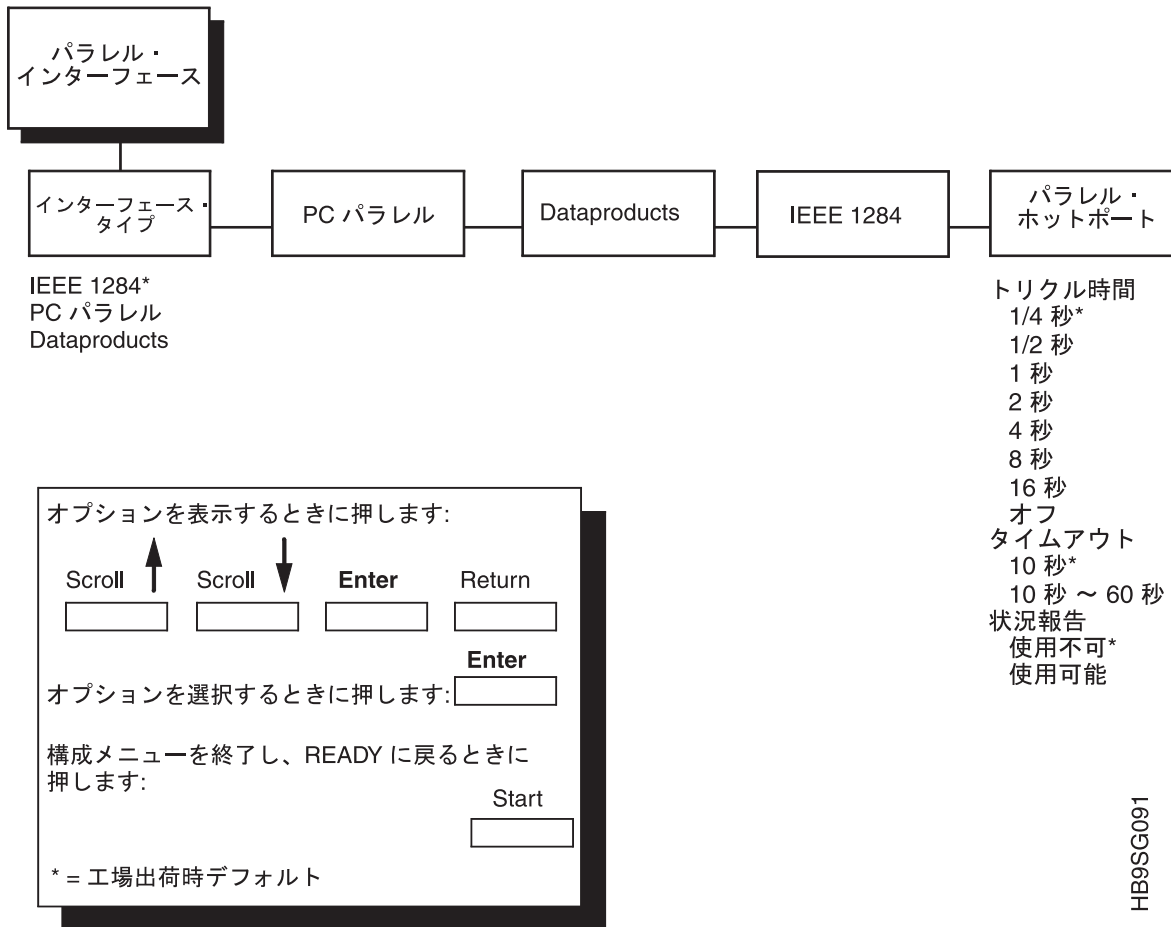 パラレル・
インターフェース
インターフェース・
タイプ
PC パラレル
Dataproducts
IEEE 1284
パラレル・
ホットポート
IEEE 1284*
PC パラレル
Dataproducts
トリクル時間
1/4 秒*
1/2 秒
1 秒
2 秒
4 秒
8 秒
16 秒
オフ
タイムアウト
10 秒*
10 秒 ～ 60 秒
状況報告
使用不可*
使用可能
オプションを表示するときに押します:
Scroll Scroll Enter Return
Enter
オプションを選択するときに押します:
構成メニューを終了し、READY に戻るときに
押します:
Start
* = 工場出荷時デフォルト
HB9SG091